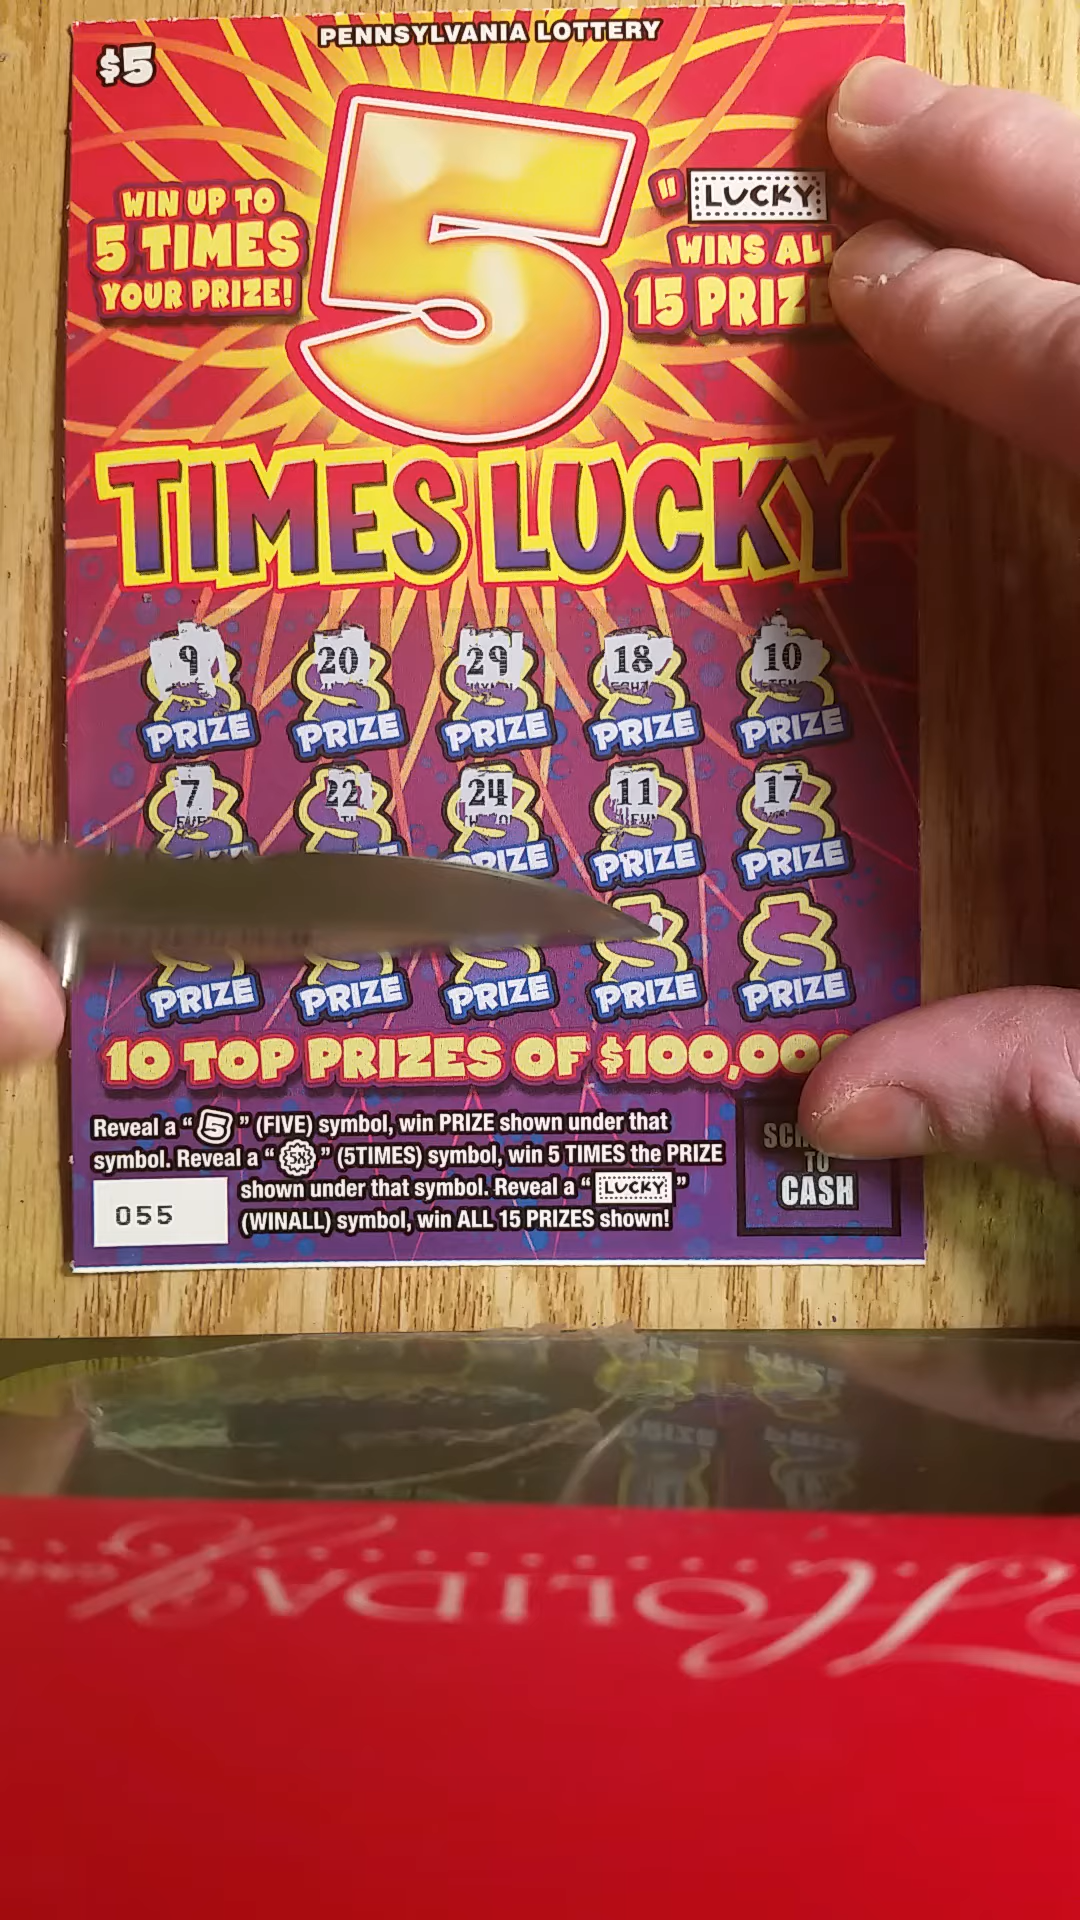 PENNSYLVANIA LOTTERY
$5
WIN UP TO
5 TIMES
YOUR PRIZE!
5
" LUCKY
WINS ALL
15 PRIZE
TIMES LUCKY
9 20 29 18 10
PRIZE PRIZE PRIZE PRIZE PRIZE
7 22 24 11 17
PRIZE PRIZE PRIZE
PRIZE PRIZE PRIZE PRIZE PRIZE
10 TOP PRIZES OF $100,000
Reveal a " 5 " (FIVE) symbol, win PRIZE shown under that
symbol. Reveal a " 5X " (5TIMES) symbol, win 5 TIMES the PRIZE
shown under that symbol. Reveal a " LUCKY "
(WINALL) symbol, win ALL 15 PRIZES shown!
055
TO
CASH
HOLIDAY